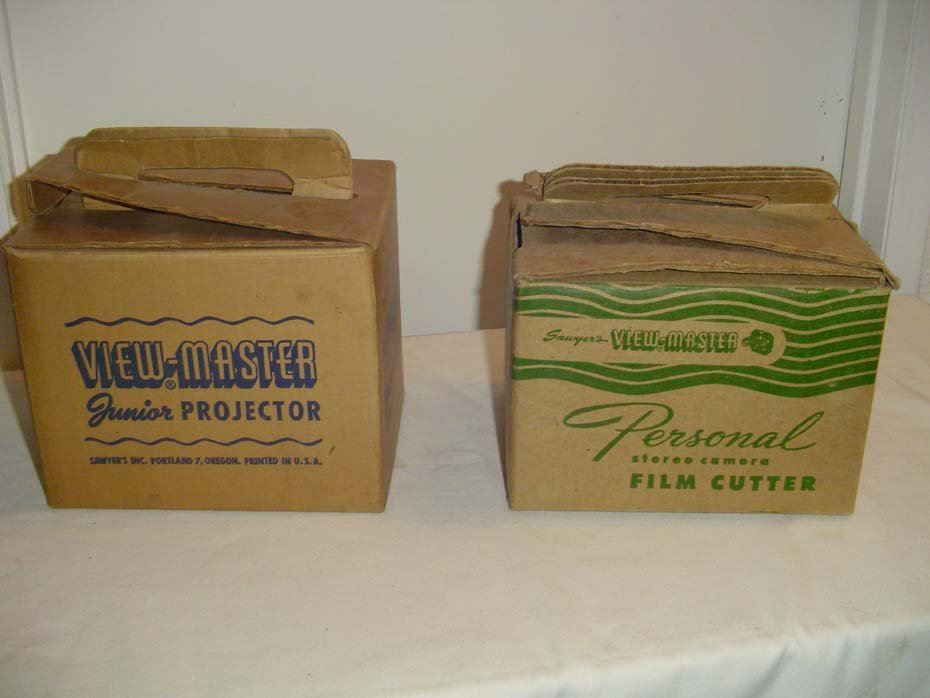 VIEW-MASTER®
Junior PROJECTOR
SAWYER'S INC. PORTLAND 7, OREGON. PRINTED IN U.S.A.
Sawyer's VIEW-MASTER
Personal
stereo camera
FILM CUTTER